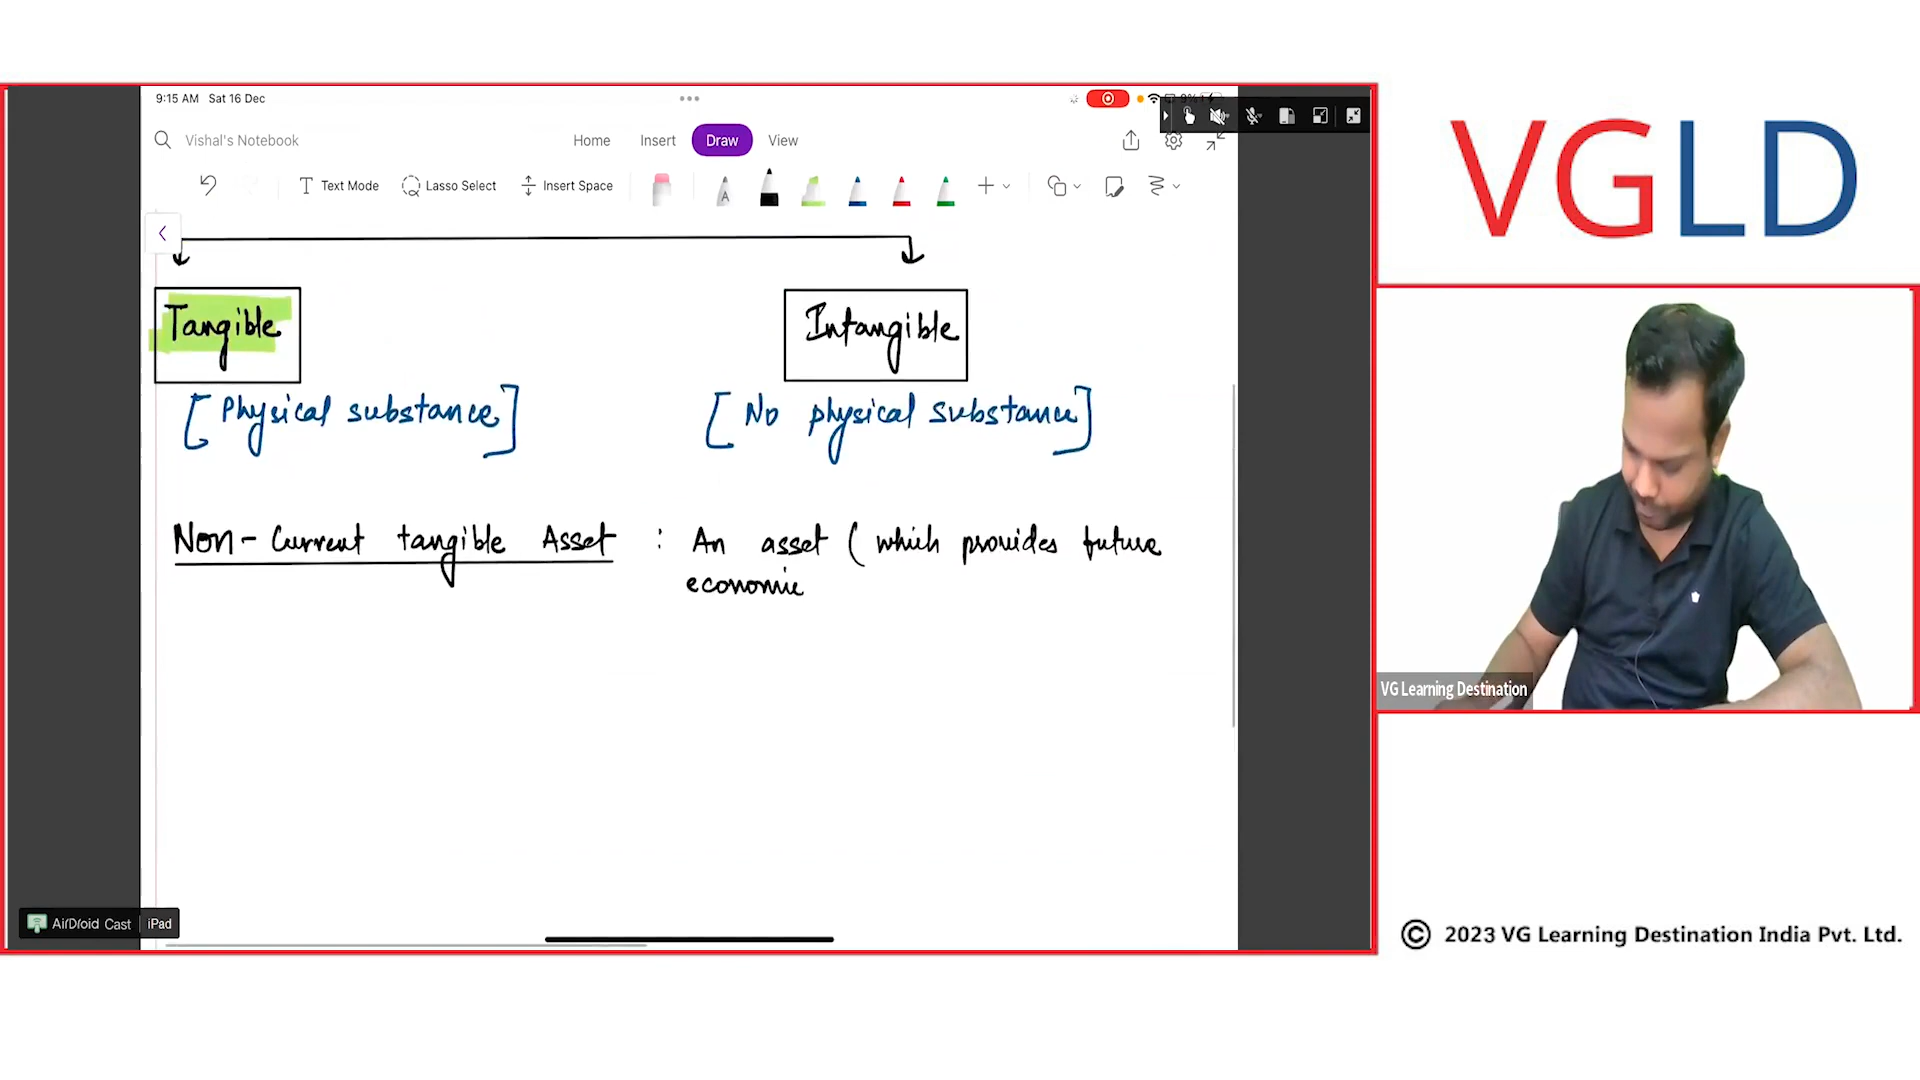 9:15 AM Sat 16 Dec
9%
Vishal's Notebook
Home Insert Draw View
Text Mode Lasso Select Insert Space
A
VGLD
Tangible Intangible
[Physical substance] [No physical substance]
Non-Current tangible Asset : An asset (which provides future
economic
VG Learning Destination
AirDroid Cast iPad
© 2023 VG Learning Destination India Pvt. Ltd.